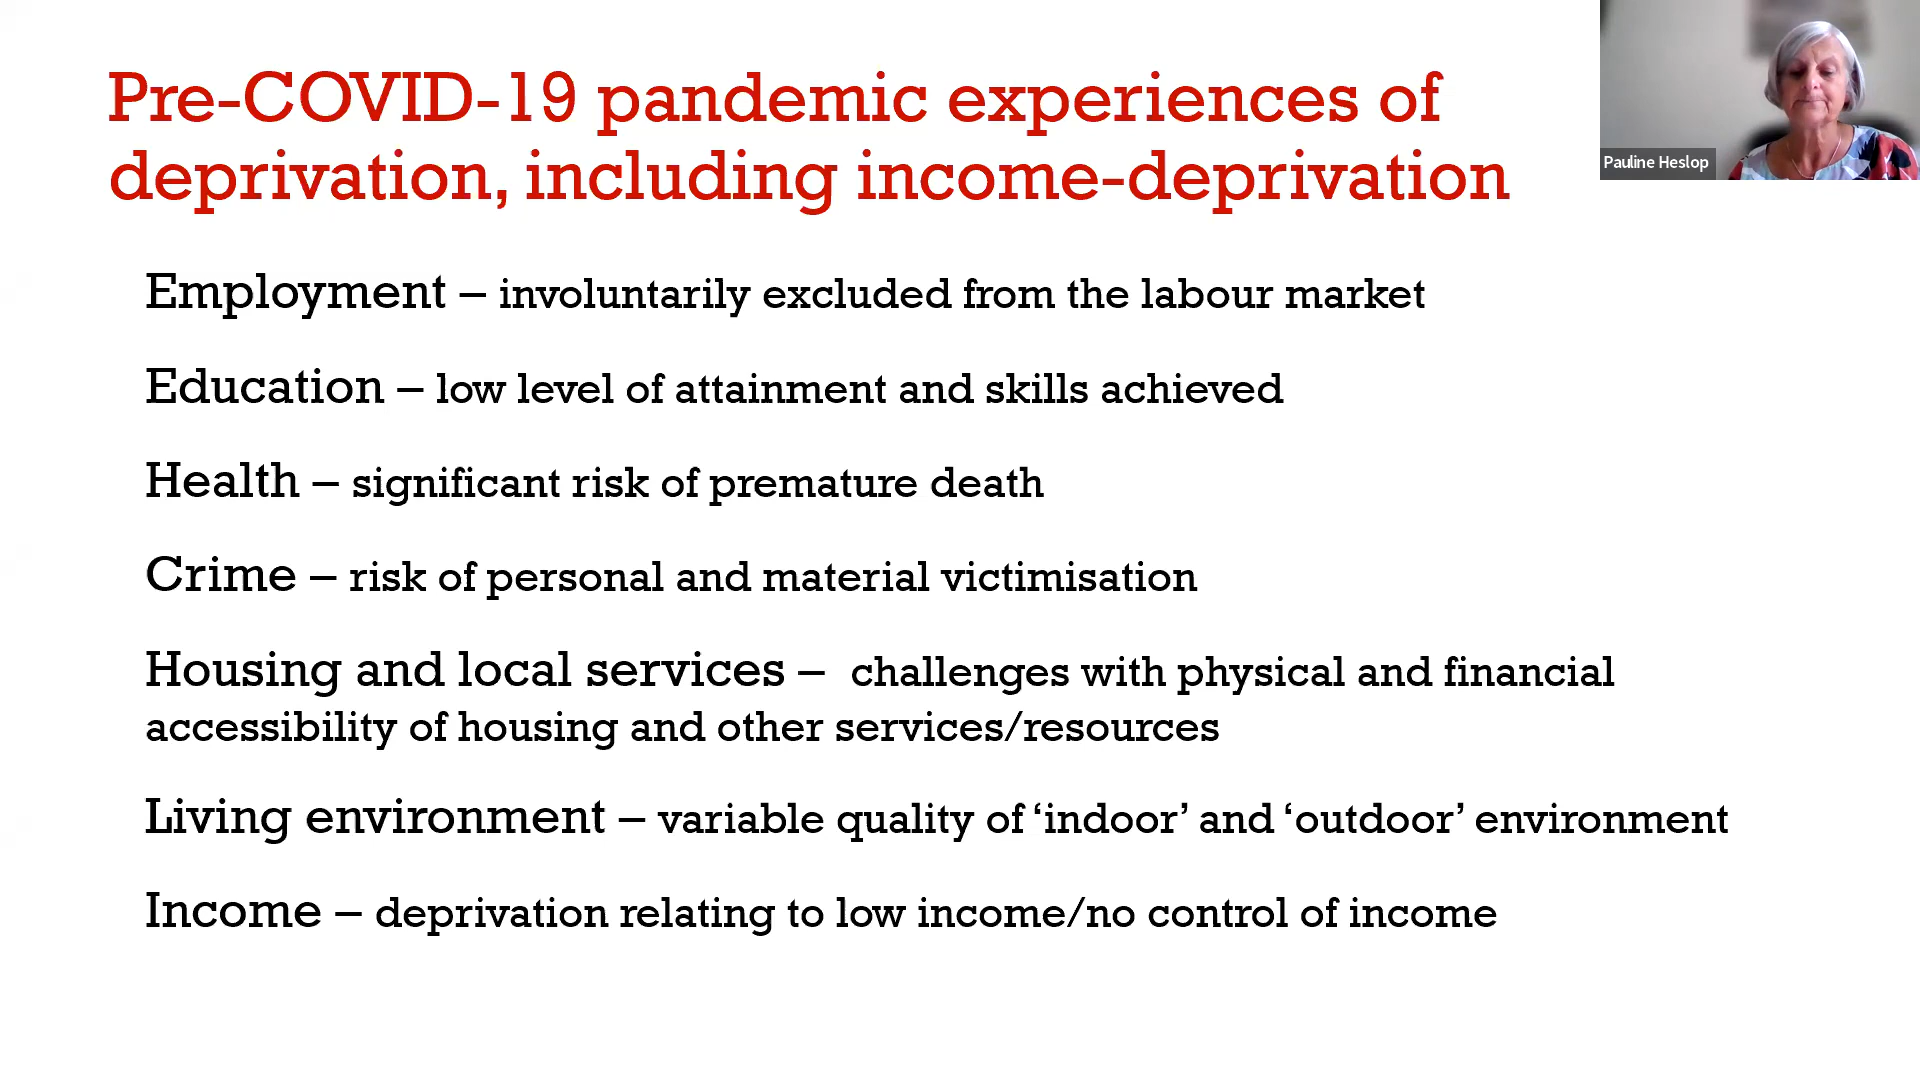 Pre-COVID-19 pandemic experiences of
deprivation, including income-deprivation
Pauline Heslop
Employment – involuntarily excluded from the labour market
Education – low level of attainment and skills achieved
Health – significant risk of premature death
Crime – risk of personal and material victimisation
Housing and local services – challenges with physical and financial
accessibility of housing and other services/resources
Living environment – variable quality of ‘indoor’ and ‘outdoor’ environment
Income – deprivation relating to low income/no control of income